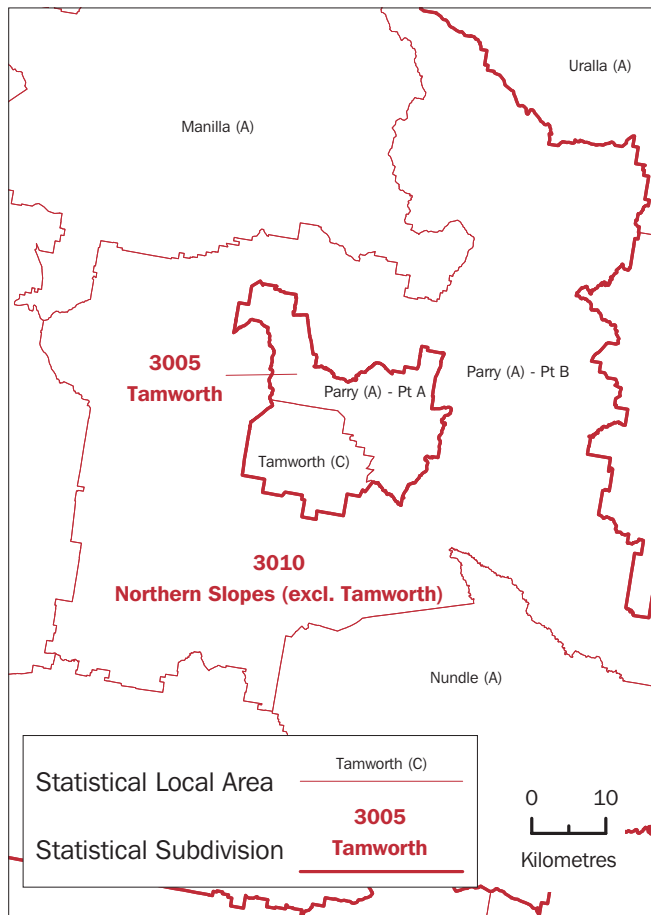 Uralla (A)
Manilla (A)
3005
Tamworth
Parry (A) - Pt B
Parry (A) - Pt A
Tamworth (C)
3010
Northern Slopes (excl. Tamworth)
Nundle (A)
Statistical Local Area
Tamworth (C)
Statistical Subdivision
3005
Tamworth
0 10
Kilometres